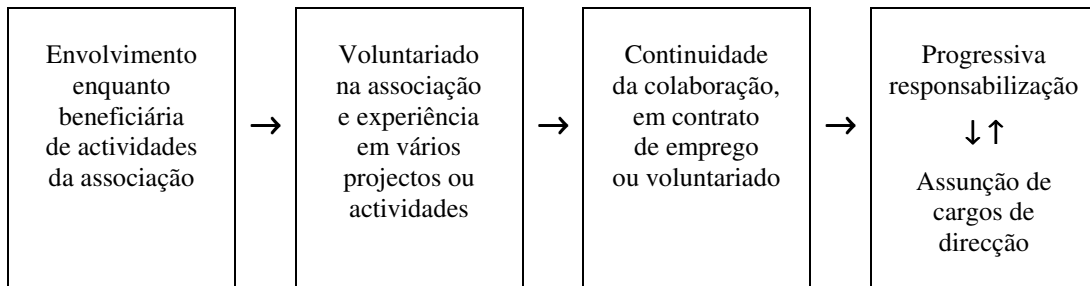 Envolvimento
enquanto
beneficiária
de actividades
da associação
→
Voluntariado
na associação
e experiência
em vários
projectos ou
actividades
→
Continuidade
da colaboração,
em contrato
de emprego
ou voluntariado
→
Progressiva
responsabilização
↓↑
Assunção de
cargos de
direcção